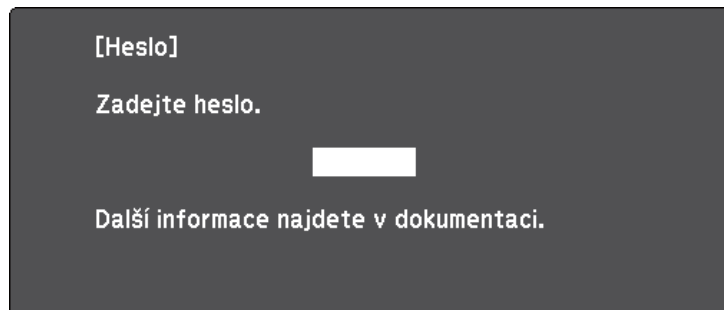 [Heslo]
Zadejte heslo.
Další informace najdete v dokumentaci.